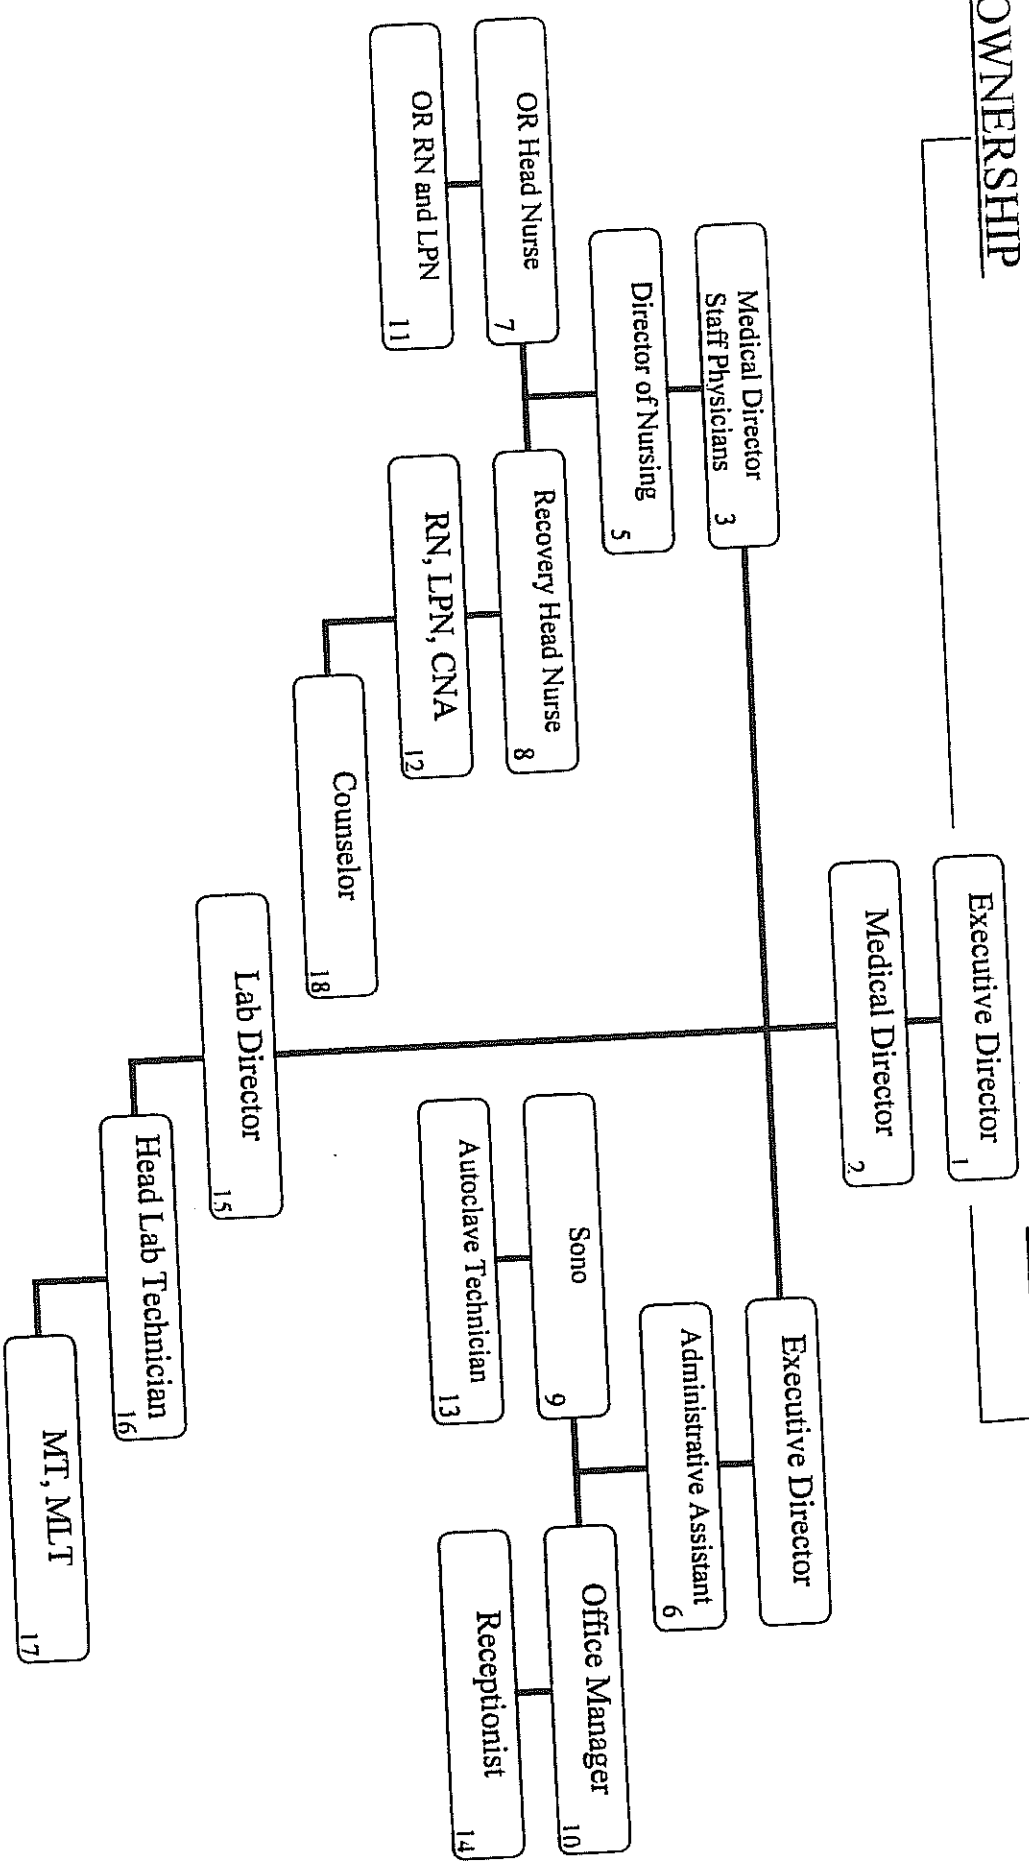 OWNERSHIP
Executive Director
1
Medical Director
2
Medical Director
Staff Physicians
3
Executive Director
Director of Nursing
5
Administrative Assistant
6
OR Head Nurse
7
Recovery Head Nurse
8
Sono
9
Office Manager
10
OR RN and LPN
11
RN, LPN, CNA
12
Autoclave Technician
13
Receptionist
14
Counselor
18
Lab Director
15
Head Lab Technician
16
MT, MLT
17